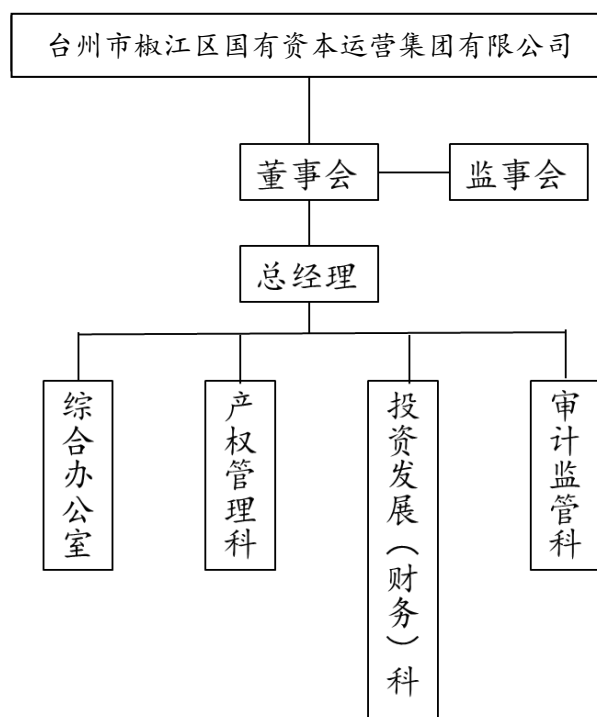 台州市椒江区国有资本运营集团有限公司
董事会
监事会
总经理
综合办公室
产权管理科
投资发展（财务）科
审计监管科